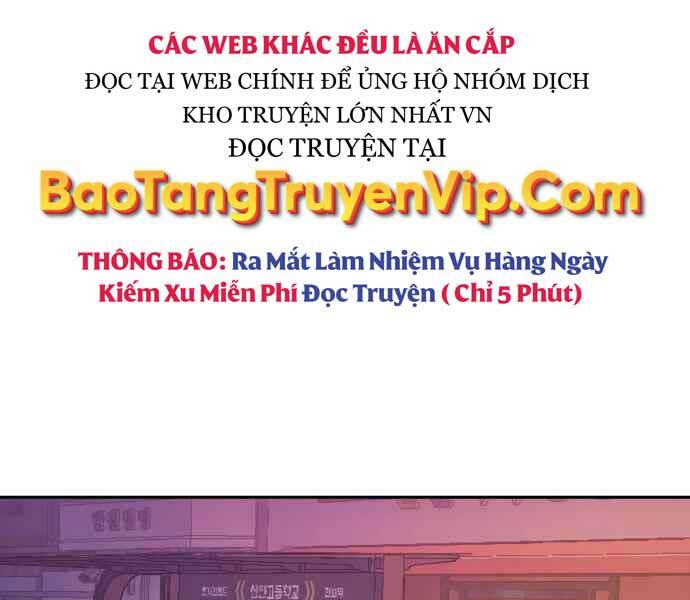 CÁC WEB KHÁC ĐỀU LÀ ĂN CẮP
ĐỌC TẠI WEB CHÍNH ĐỂ ỦNG HỘ NHÓM DỊCH
KHO TRUYỆN LỚN NHẤT VN
ĐỌC TRUYỆN TẠI
BaoTangTruyenVip.Com
THÔNG BÁO: Ra Mắt Làm Nhiệm Vụ Hàng Ngày
Kiếm Xu Miễn Phí Đọc Truyện ( Chỉ 5 Phút)